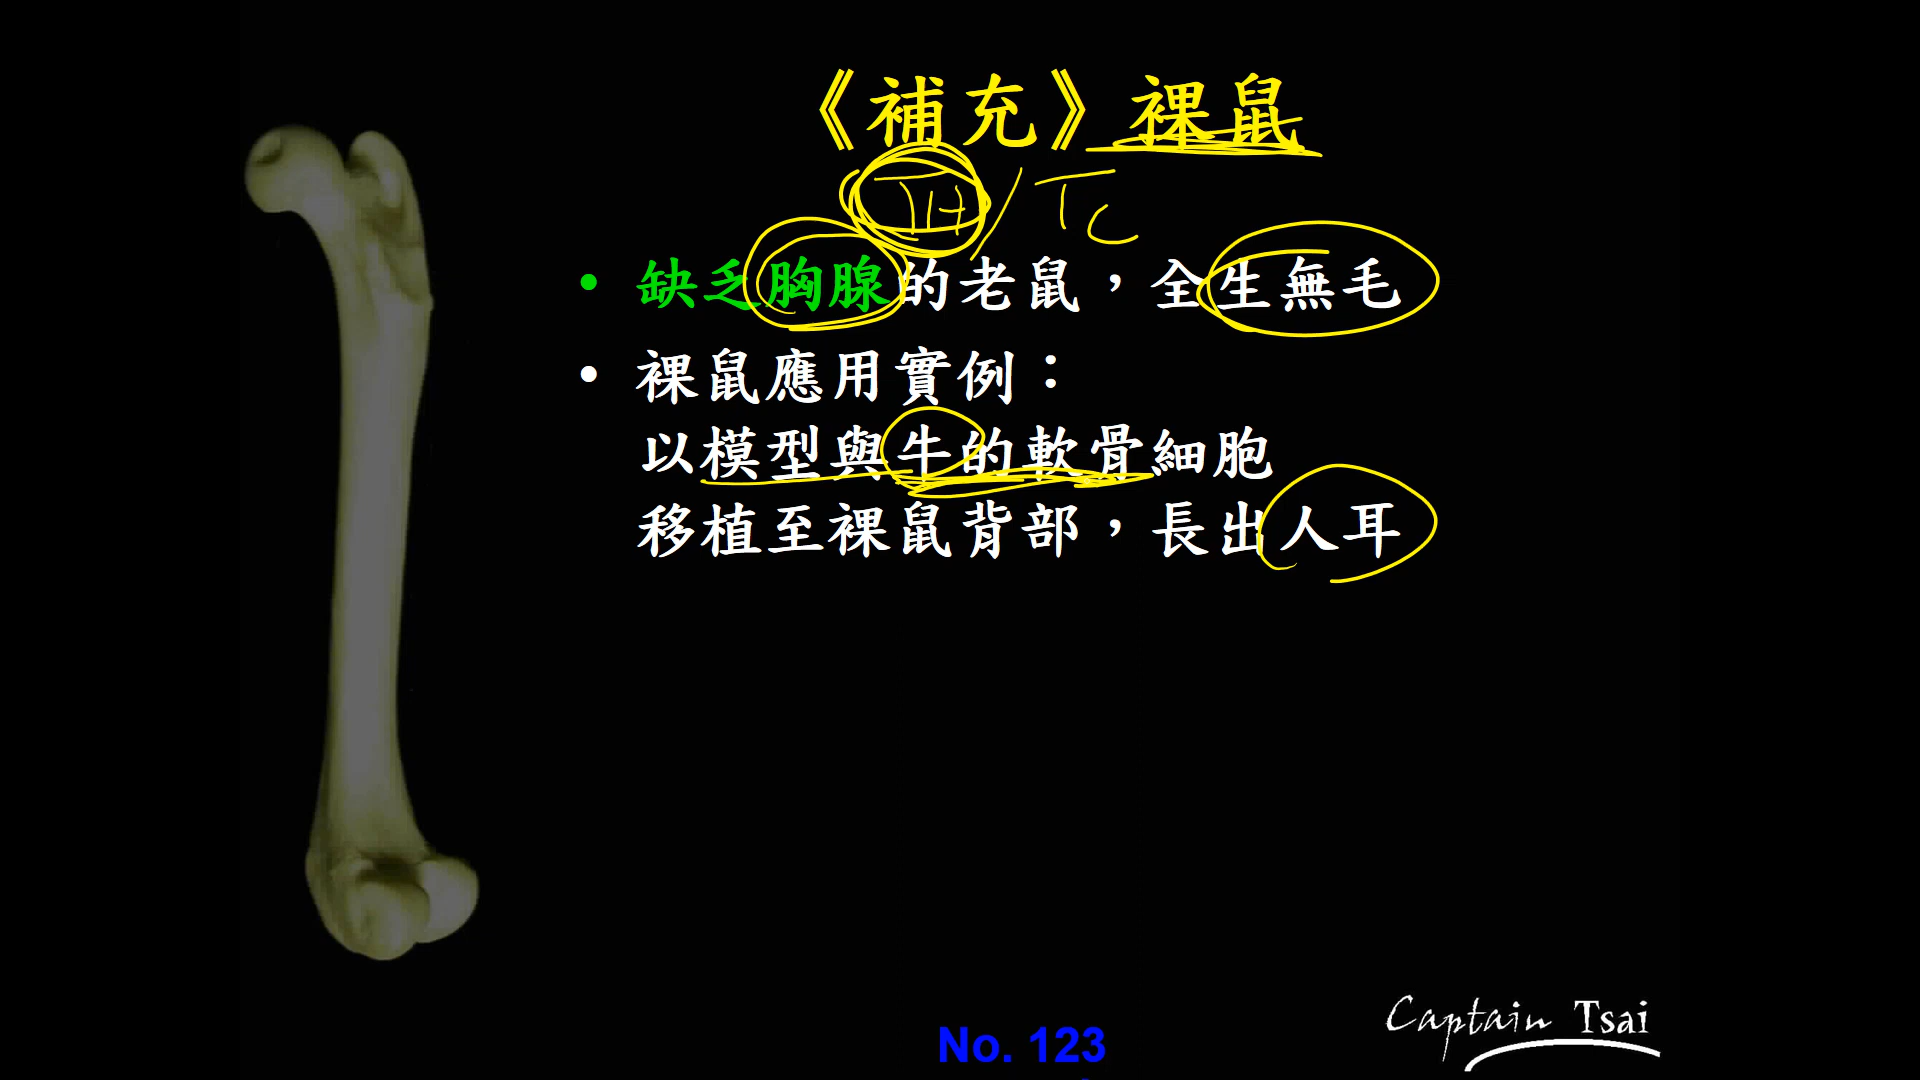 《補充》裸鼠
TH/TC
• 缺乏胸腺的老鼠，全生無毛
• 裸鼠應用實例：
以模型與牛的軟骨細胞
移植至裸鼠背部，長出人耳
Captain Tsai
No. 123